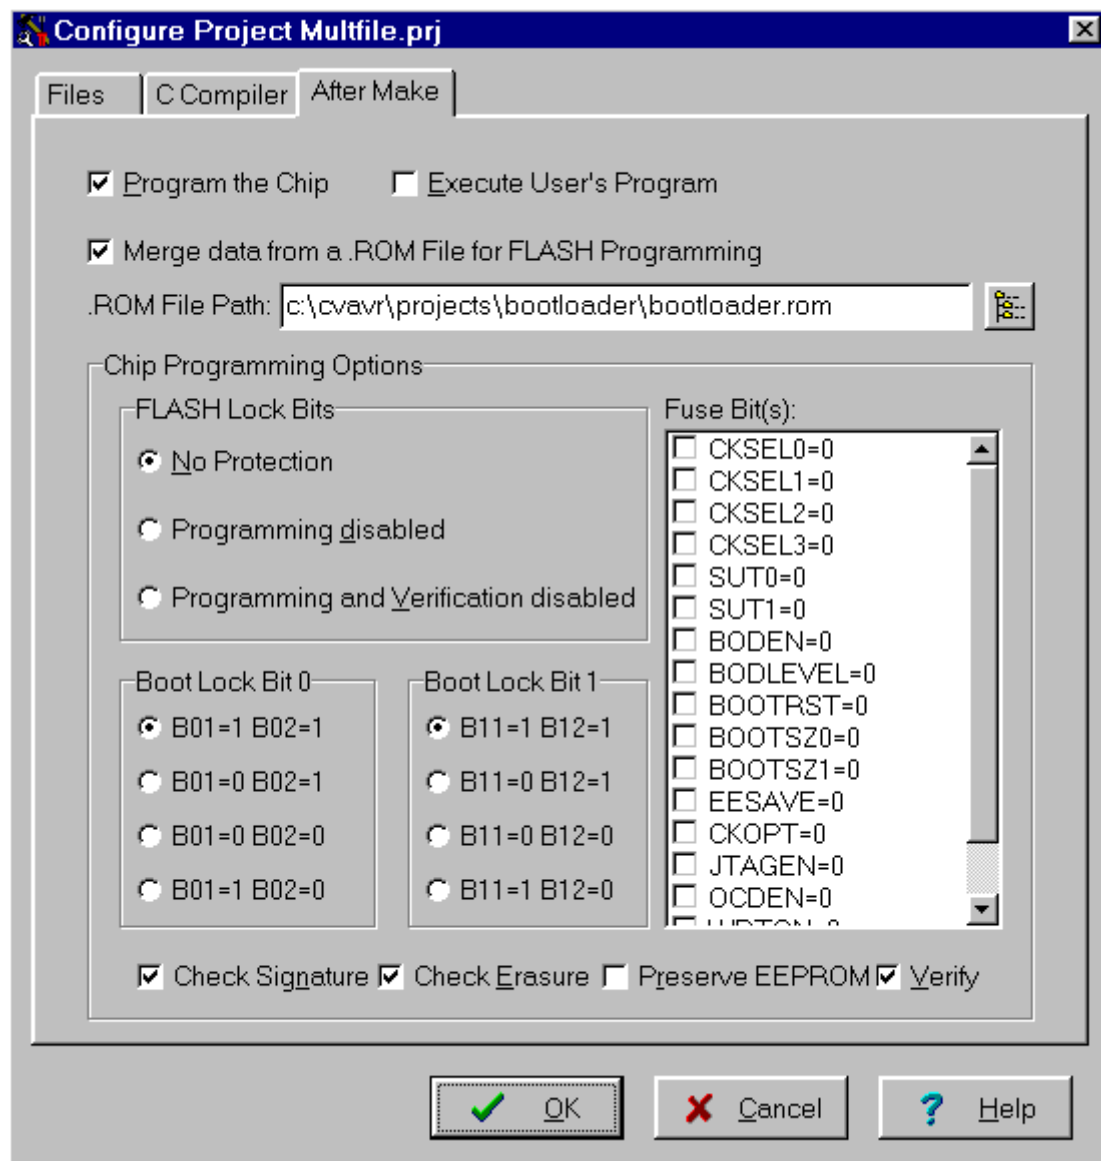 Configure Project Multfile.prj
Files
C Compiler
After Make
Program the Chip
Execute User's Program
Merge data from a .ROM File for FLASH Programming
.ROM File Path: c:\cvavr\projects\bootloader\bootloader.rom
Chip Programming Options
FLASH Lock Bits
No Protection
Programming disabled
Programming and Verification disabled
Boot Lock Bit 0
B01=1 B02=1
B01=0 B02=1
B01=0 B02=0
B01=1 B02=0
Boot Lock Bit 1
B11=1 B12=1
B11=0 B12=1
B11=0 B12=0
B11=1 B12=0
Fuse Bit(s):
CKSEL0=0
CKSEL1=0
CKSEL2=0
CKSEL3=0
SUT0=0
SUT1=0
BODEN=0
BODLEVEL=0
BOOTRST=0
BOOTSZ0=0
BOOTSZ1=0
EESAVE=0
CKOPT=0
JTAGEN=0
OCDEN=0
Check Signature
Check Erasure
Preserve EEPROM
Verify
OK
Cancel
Help